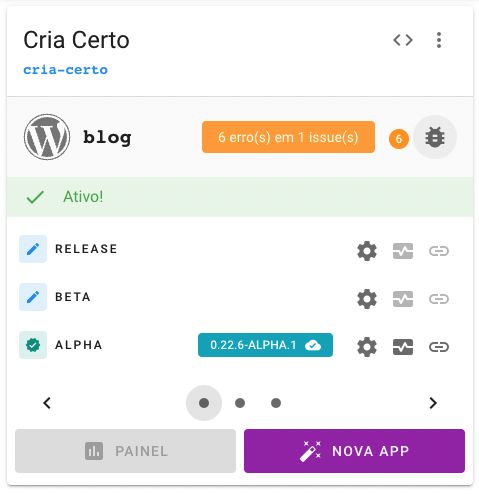 Cria Certo
cria-certo
blog
6 erro(s) em 1 issue(s)
6
Ativo!
RELEASE
BETA
ALPHA
0.22.6-ALPHA.1
PAINEL
NOVA APP